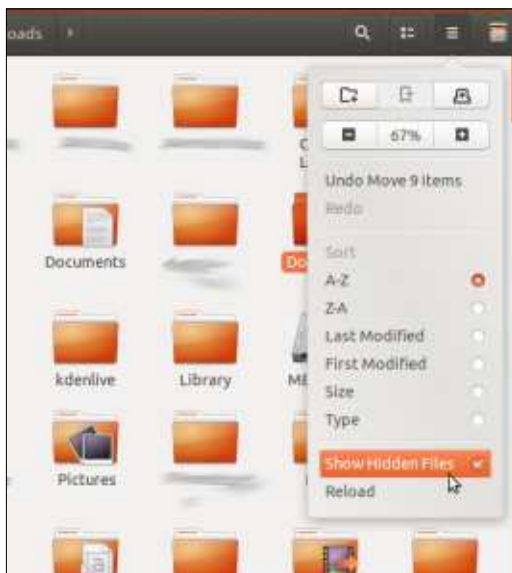 oads
67%
Undo Move 9 Items
Redo
Sort
A-Z
Z-A
Last Modified
First Modified
Size
Type
Show Hidden Files
Reload
Documents
Do
kdenlive
Library
Pictures